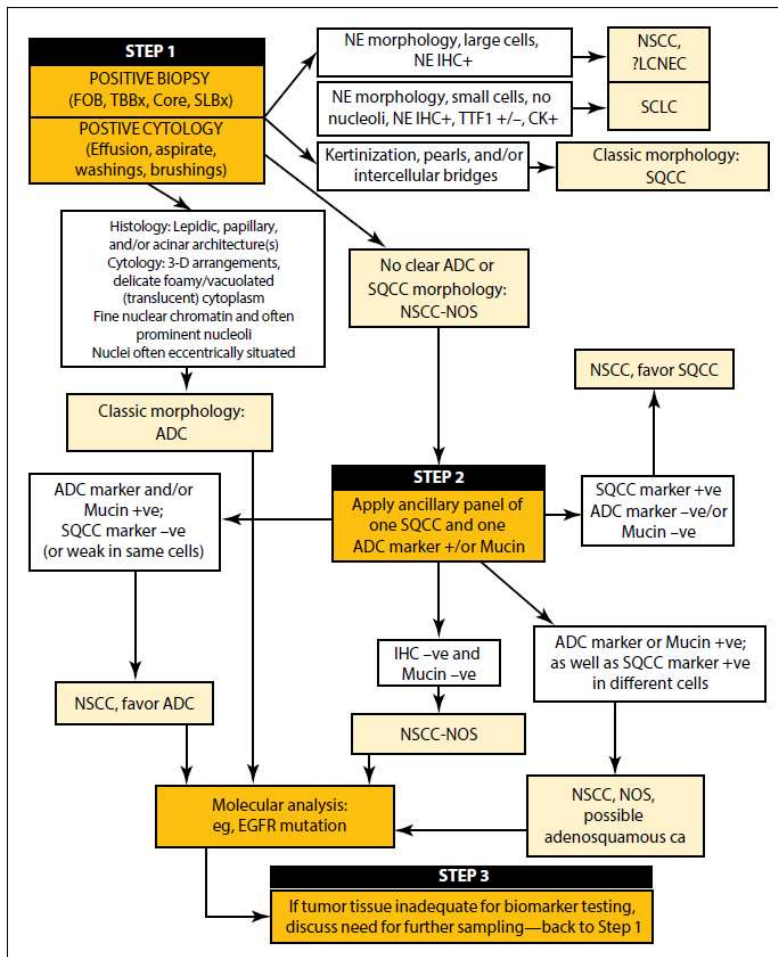 STEP 1
POSITIVE BIOPSY
(FOB, TBBx, Core, SLBx)
POSTIVE CYTOLOGY
(Effusion, aspirate,
washings, brushings)
NE morphology, large cells,
NE IHC+
NSCC,
?LCNEC
NE morphology, small cells, no
nucleoli, NE IHC+, TTF1 +/–, CK+
SCLC
Kertinization, pearls, and/or
intercellular bridges
Classic morphology:
SQCC
Histology: Lepidic, papillary,
and/or acinar architecture(s)
Cytology: 3-D arrangements,
delicate foamy/vacuolated
(translucent) cytoplasm
Fine nuclear chromatin and often
prominent nucleoli
Nuclei often eccentrically situated
No clear ADC or
SQCC morphology:
NSCC-NOS
Classic morphology:
ADC
NSCC, favor SQCC
STEP 2
Apply ancillary panel of
one SQCC and one
ADC marker +/or Mucin
ADC marker and/or
Mucin +ve;
SQCC marker –ve
(or weak in same cells)
SQCC marker +ve
ADC marker –ve/or
Mucin –ve
IHC –ve and
Mucin –ve
ADC marker or Mucin +ve;
as well as SQCC marker +ve
in different cells
NSCC, favor ADC
NSCC-NOS
Molecular analysis:
eg, EGFR mutation
NSCC, NOS,
possible
adenosquamous ca
STEP 3
If tumor tissue inadequate for biomarker testing,
discuss need for further sampling—back to Step 1